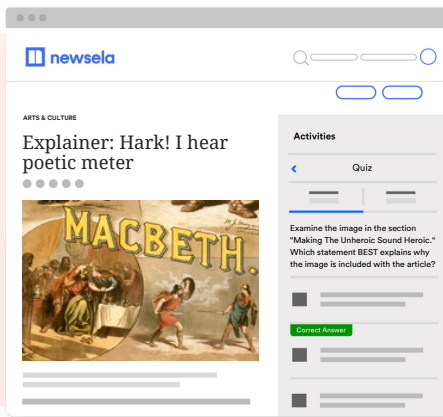 newsela
ARTS & CULTURE
Explainer: Hark! I hear
poetic meter
MACBETH.
Activities
Quiz
Examine the image in the section
"Making The Unheroic Sound Heroic."
Which statement BEST explains why
the image is included with the article?
Correct Answer